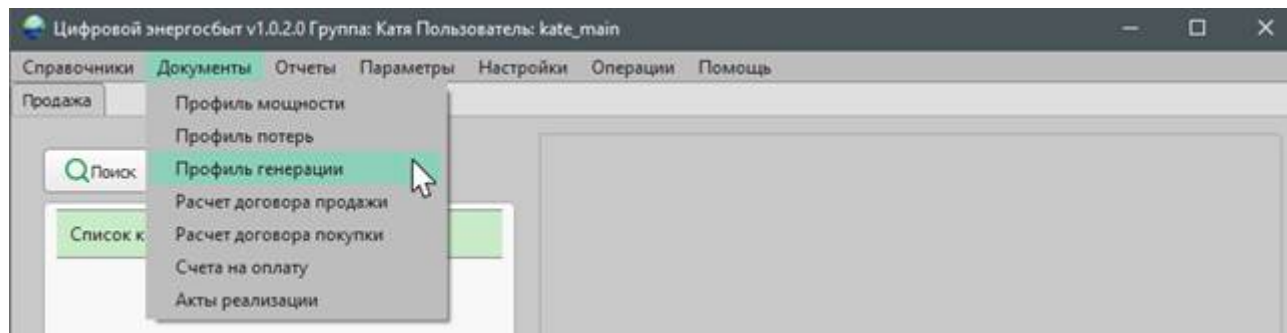 Цифровой энергосбыт v1.0.2.0 Группа: Катя Пользователь: kate_main
Справочники Документы Отчеты Параметры Настройки Операции Помощь
Продажа
Профиль мощности
Профиль потерь
Поиск
Профиль генерации
Расчет договора продажи
Список к
Расчет договора покупки
Счета на оплату
Акты реализации